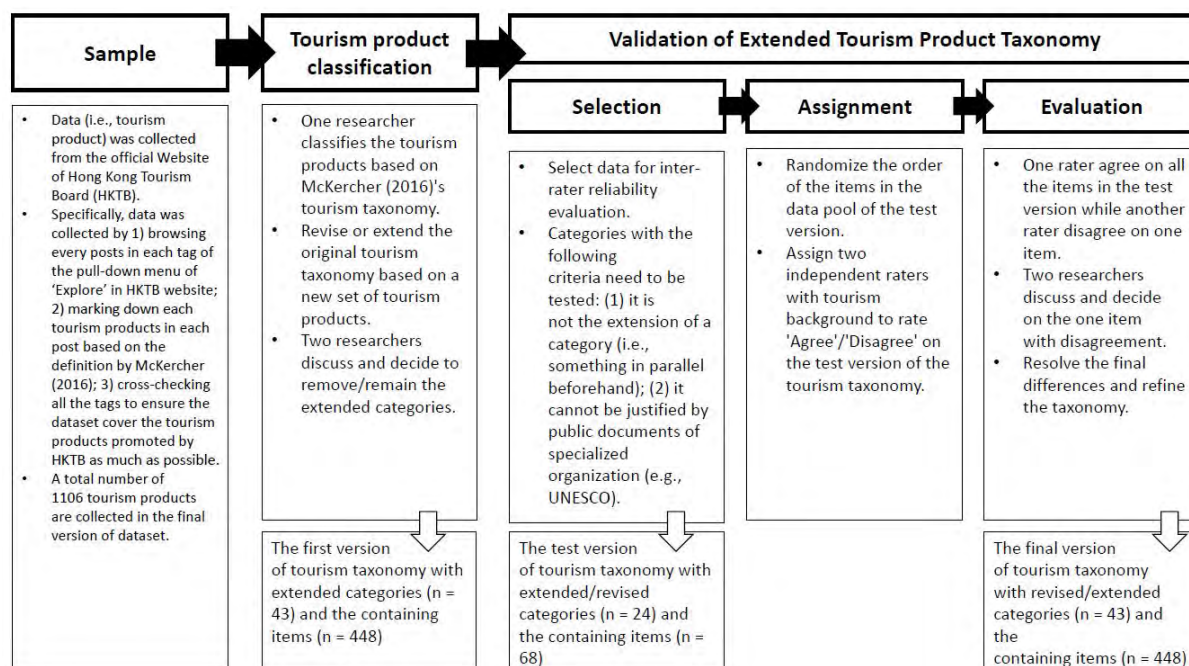 Sample
Tourism product
classification
Validation of Extended Tourism Product Taxonomy
Selection
Assignment
Evaluation
• Data (i.e., tourism
product) was collected
from the official Website
of Hong Kong Tourism
Board (HKTB).
• Specifically, data was
collected by 1) browsing
every posts in each tag of
the pull-down menu of
‘Explore’ in HKTB website;
2) marking down each
tourism products in each
post based on the
definition by McKercher
(2016); 3) cross-checking
all the tags to ensure the
dataset cover the tourism
products promoted by
HKTB as much as possible.
• A total number of
1106 tourism products
are collected in the final
version of dataset.
• One researcher
classifies the tourism
products based on
McKercher (2016)'s
tourism taxonomy.
• Revise or extend the
original tourism
taxonomy based on a
new set of tourism
products.
• Two researchers
discuss and decide to
remove/remain the
extended categories.
The first version
of tourism taxonomy with
extended categories (n =
43) and the containing
items (n = 448)
• Select data for inter-
rater reliability
evaluation.
• Categories with the
following
criteria need to be
tested: (1) it is
not the extension of a
category (i.e.,
something in parallel
beforehand); (2) it
cannot be justified by
public documents of
specialized
organization (e.g.,
UNESCO).
The test version
of tourism taxonomy with
extended/revised
categories (n = 24) and
the containing items (n =
68)
• Randomize the order
of the items in the
data pool of the test
version.
• Assign two
independent raters
with tourism
background to rate
'Agree'/'Disagree' on
the test version of the
tourism taxonomy.
• One rater agree on all
the items in the test
version while another
rater disagree on one
item.
• Two researchers
discuss and decide
on the one item
with disagreement.
• Resolve the final
differences and refine
the taxonomy.
The final version
of tourism taxonomy
with revised/extended
categories (n = 43) and
the
containing items (n = 448)